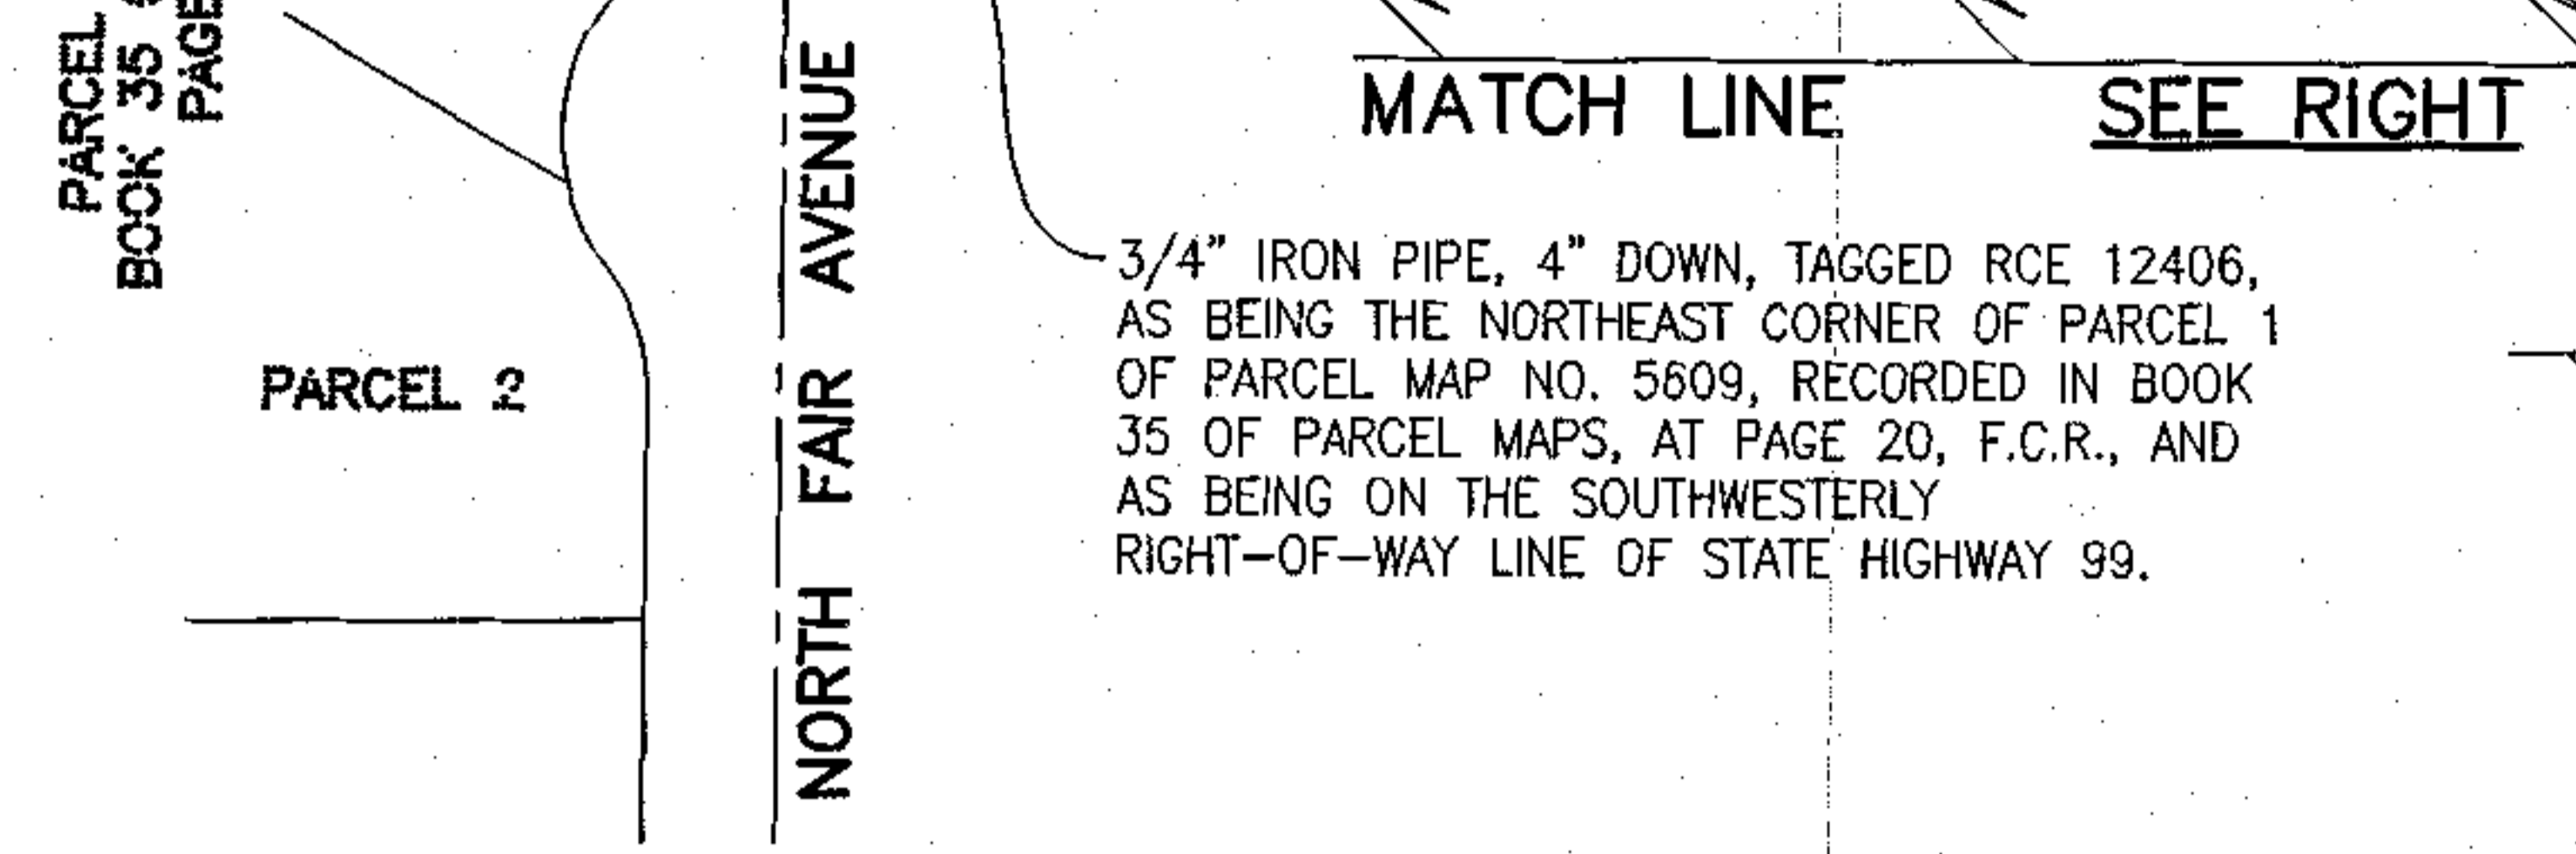 PARCEL
BOOK 35
PAGE
PARCEL 2
NORTH FAIR AVENUE
MATCH LINE SEE RIGHT
3/4" IRON PIPE, 4" DOWN, TAGGED RCE 12406,
AS BEING THE NORTHEAST CORNER OF PARCEL 1
OF PARCEL MAP NO. 5609, RECORDED IN BOOK
35 OF PARCEL MAPS, AT PAGE 20, F.C.R., AND
AS BEING ON THE SOUTHWESTERLY
RIGHT-OF-WAY LINE OF STATE HIGHWAY 99.